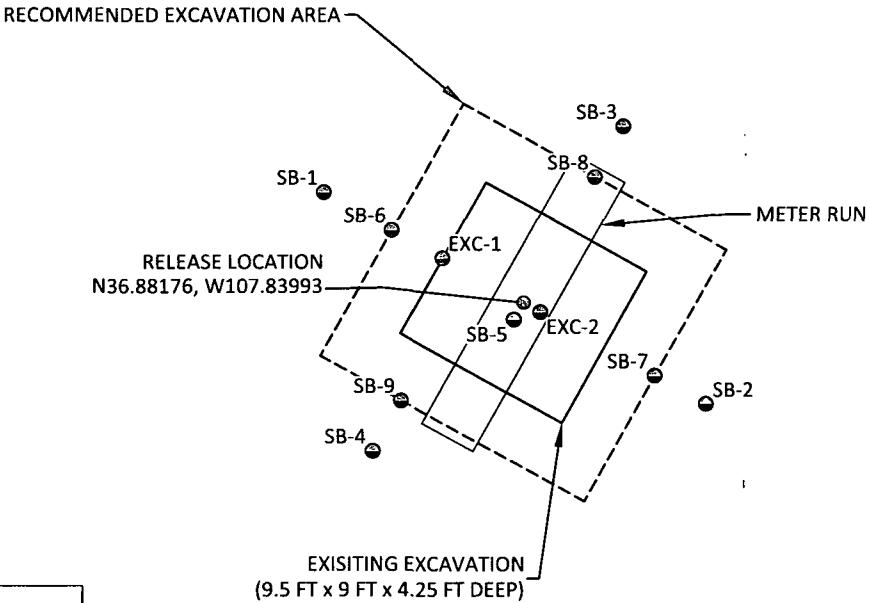 RECOMMENDED EXCAVATION AREA
SB-3
SB-8
SB-1
SB-6
METER RUN
EXC-1
RELEASE LOCATION
N36.88176, W107.83993
EXC-2
SB-5
SB-7
SB-2
SB-9
SB-4
EXISITING EXCAVATION
(9.5 FT x 9 FT x 4.25 FT DEEP)